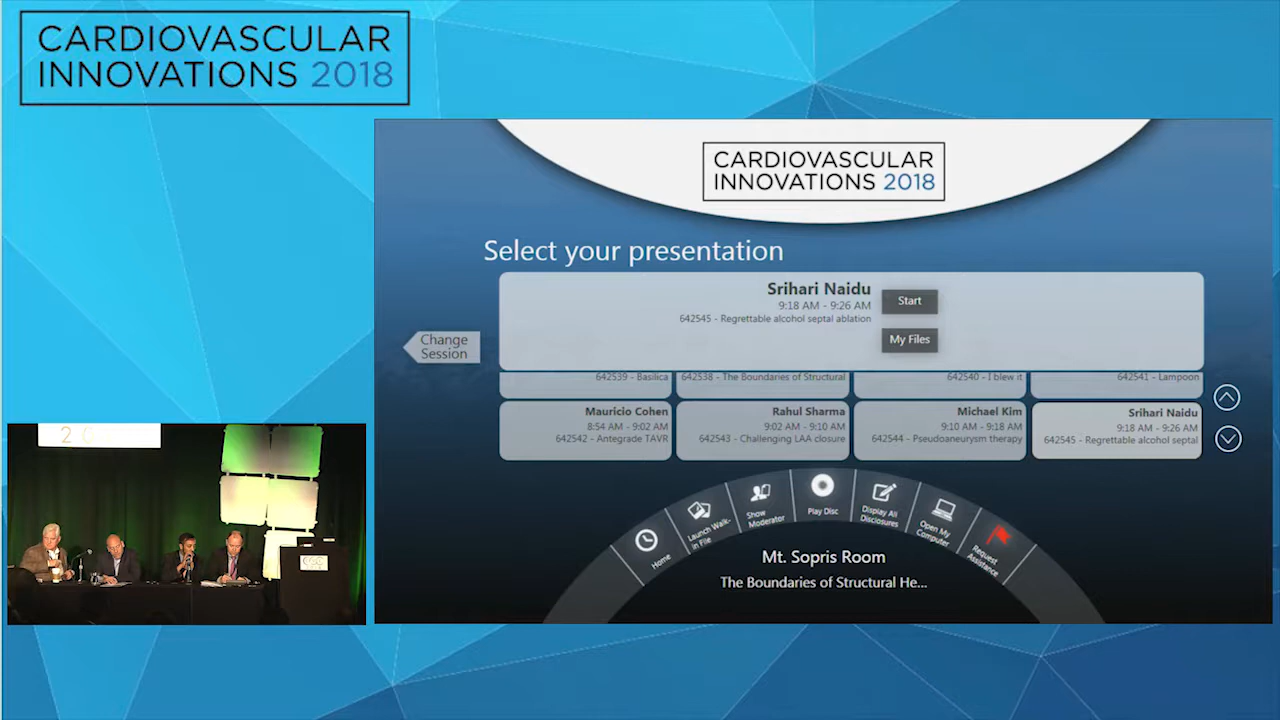 CARDIOVASCULAR
INNOVATIONS 2018
CARDIOVASCULAR
INNOVATIONS 2018
Select your presentation
Srihari Naidu
9:18 AM - 9:26 AM
642545 - Regrettable alcohol septal ablation
Start
My Files
Change
Session
642539 - Basilica
642538 - The Boundaries of Structural
642540 - I blew it
641541 - Lampoon
Mauricio Cohen
8:54 AM - 9:02 AM
642542 - Antegrade TAVR
Rahul Sharma
9:02 AM - 9:10 AM
642543 - Challenging LAA closure
Michael Kim
9:10 AM - 9:18 AM
642544 - Pseudoaneurysm therapy
Srihari Naidu
9:18 AM - 9:26 AM
642545 - Regrettable alcohol septal
Home
Launch Walk-
in File
Show
Moderator
Play Disc
Display All
Disclosures
Open My
Computer
Request
Assistance
Mt. Sopris Room
The Boundaries of Structural He...